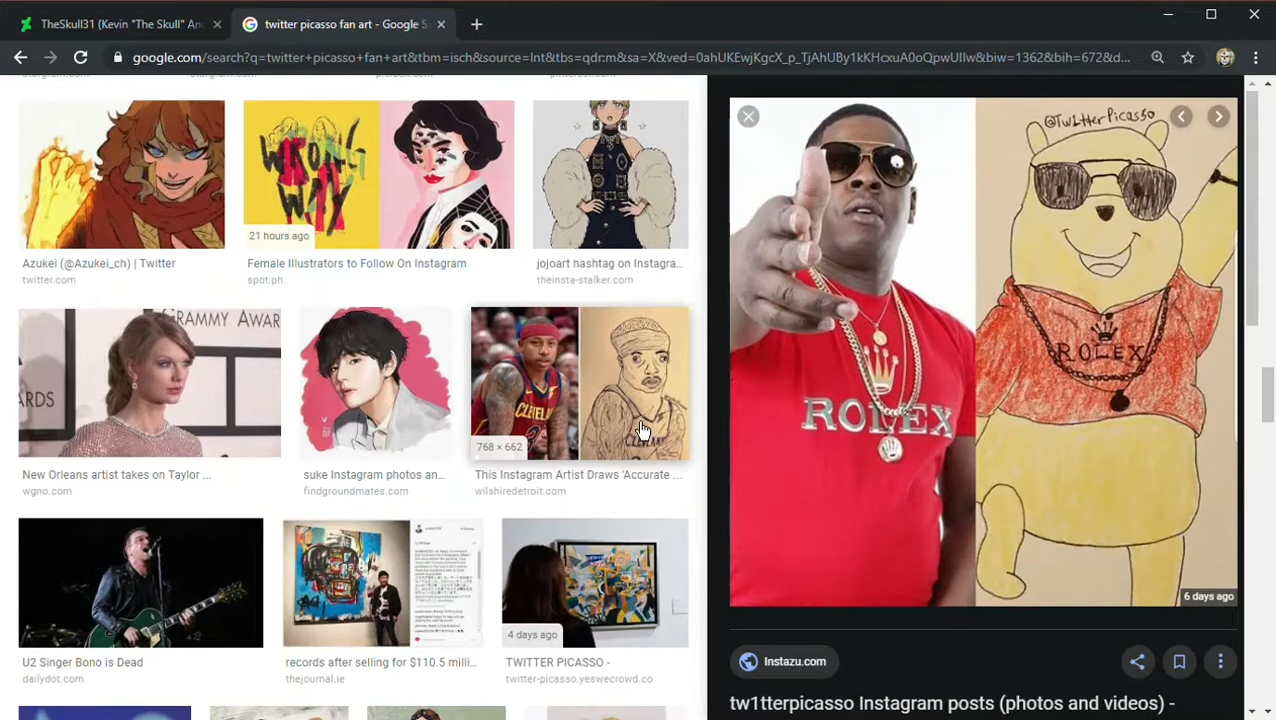 TheSkull31 (Kevin "The Skull" An
twitter picasso fan art - Google S
google.com/search?q=twitter+picasso+fan+art&tbm=isch&source=lnt&tbs=qdr:m&sa=X&ved=0ahUKEwjKgcX_p_TjAhUBy1kKHcxuA0oQpwUIIw&biw=1362&bih=672&d...
@Tw1tterPicasso
WRONG
WAY
21 hours ago
Azukei (@Azukei_ch) | Twitter
twitter.com
Female Illustrators to Follow On Instagram
spot.ph
jojoart hashtag on Instagra...
theinsta-stalker.com
GRAMMY AWAR
ARDS
CLEVELAND
768 × 662
New Orleans artist takes on Taylor ...
wgno.com
suke Instagram photos an...
findgroundmates.com
This Instagram Artist Draws 'Accurate ...
wilshiredetroit.com
ROLEX
ROLEX
6 days ago
4 days ago
U2 Singer Bono is Dead
dailydot.com
records after selling for $110.5 milli...
thejournal.ie
TWITTER PICASSO -
twitter-picasso.yeswecrowd.co
Instazu.com
tw1tterpicasso Instagram posts (photos and videos) -